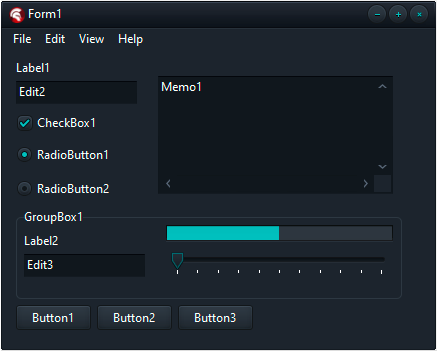 Form1
File Edit View Help
Label1
Edit2
Memo1
CheckBox1
RadioButton1
RadioButton2
GroupBox1
Label2
Edit3
Button1 Button2 Button3